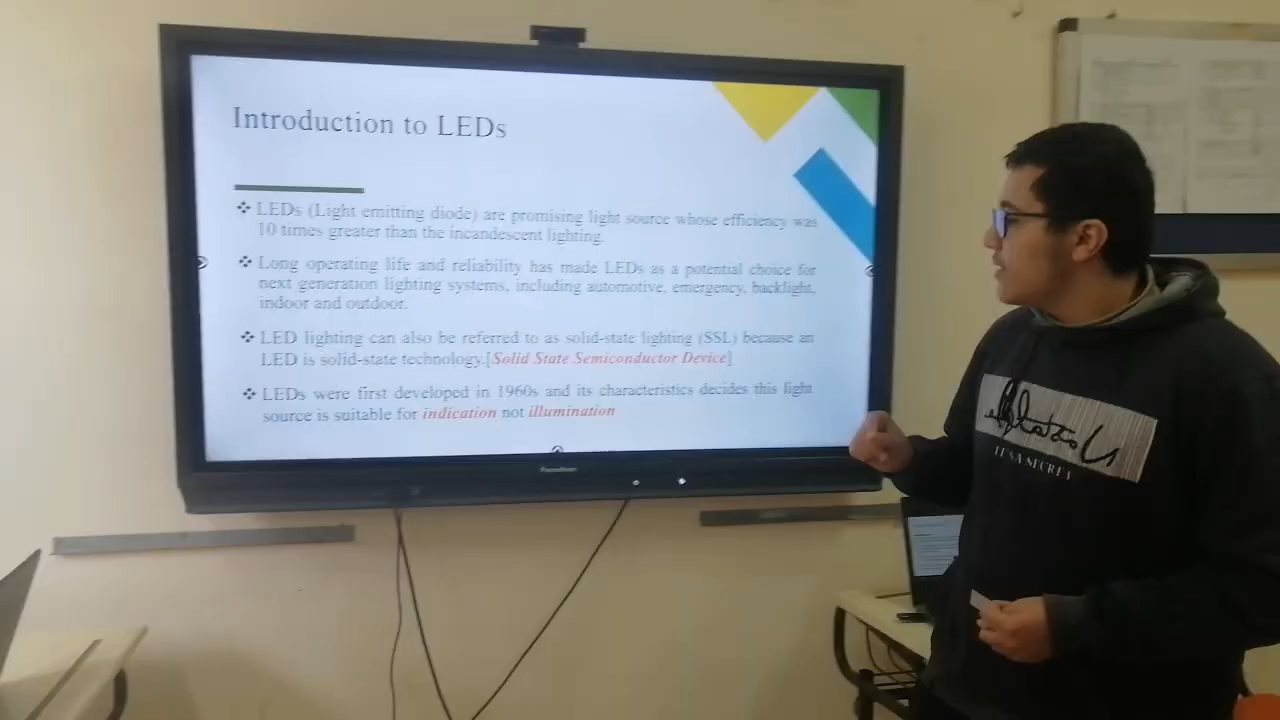 Introduction to LEDs
❖ LEDs (Light emitting diode) are promising light source whose efficiency was
10 times greater than the incandescent lighting.
❖ Long operating life and reliability has made LEDs as a potential choice for
next generation lighting systems, including automotive, emergency, backlight,
indoor and outdoor.
❖ LED lighting can also be referred to as solid-state lighting (SSL) because an
LED is solid-state technology.[Solid State Semiconductor Device]
❖ LEDs were first developed in 1960s and its characteristics decides this light
source is suitable for indication not illumination